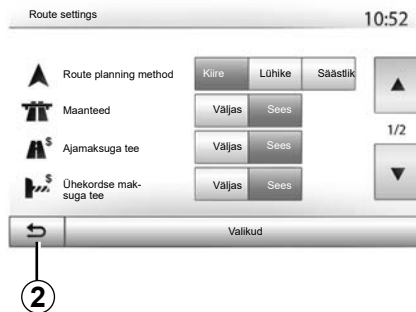 Route settings
10:52
Route planning method
Kiire
Lühike
Säästlik
Maanteed
Väljas
Sees
1/2
Ajamaksuga tee
Väljas
Sees
Ühekordse mak-
suga tee
Väljas
Sees
Valikud
2